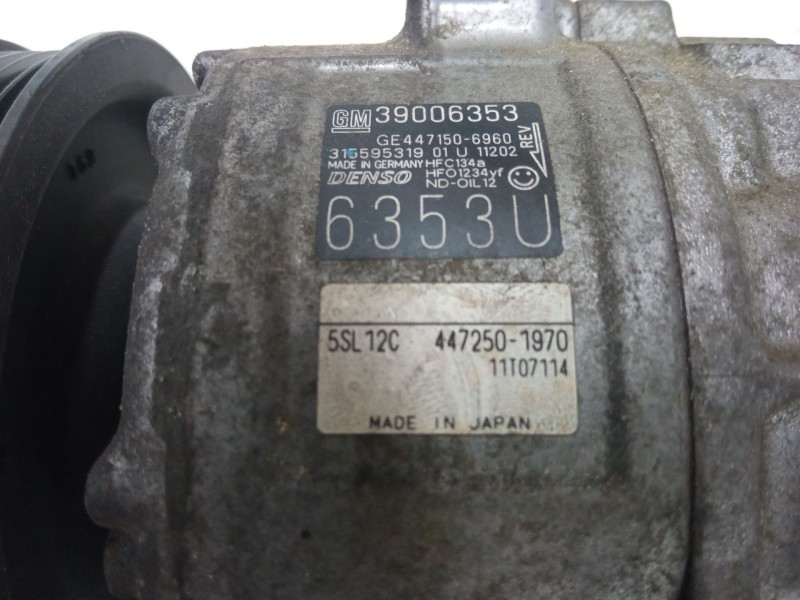 GM 39006353
GE447150-6960
315595319 01 U 11202
REV
MADE IN GERMANY HFC134a
DENSO HFO1234yf
ND-OIL12
6353U
5SL12C 447250-1970
11T07114
MADE IN JAPAN